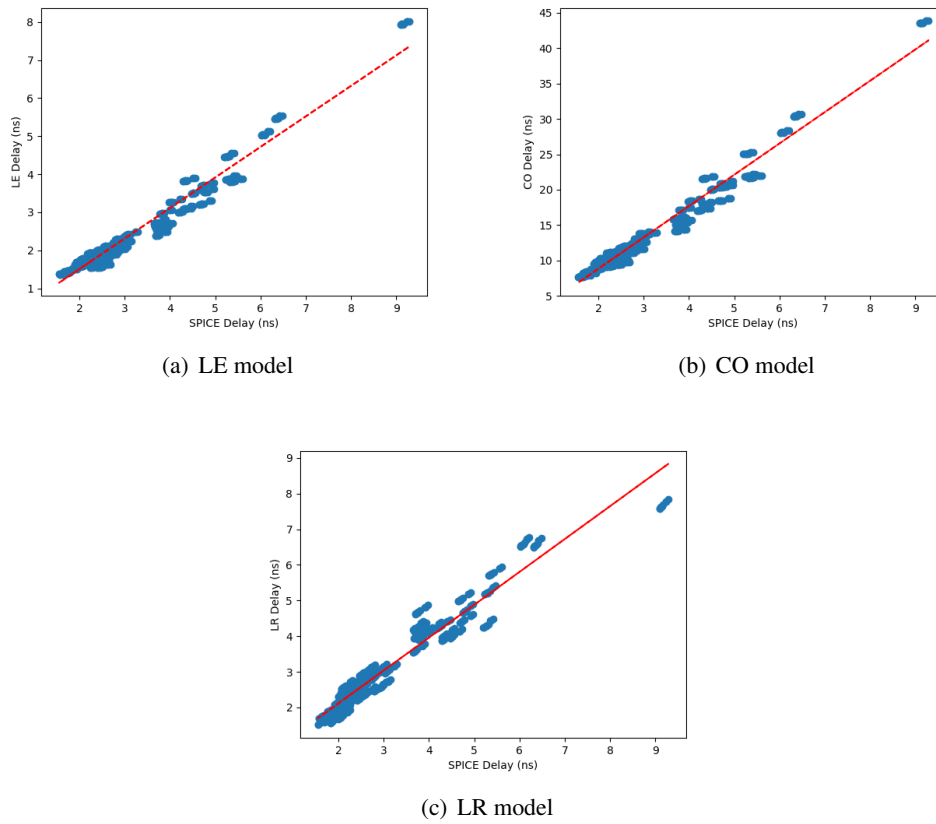 8
7
6
5
4
3
2
1
LE Delay (ns)
2 3 4 5 6 7 8 9
SPICE Delay (ns)
(a) LE model
45
40
35
30
25
20
15
10
5
CO Delay (ns)
2 3 4 5 6 7 8 9
SPICE Delay (ns)
(b) CO model
9
8
7
6
5
4
3
2
LR Delay (ns)
2 3 4 5 6 7 8 9
SPICE Delay (ns)
(c) LR model